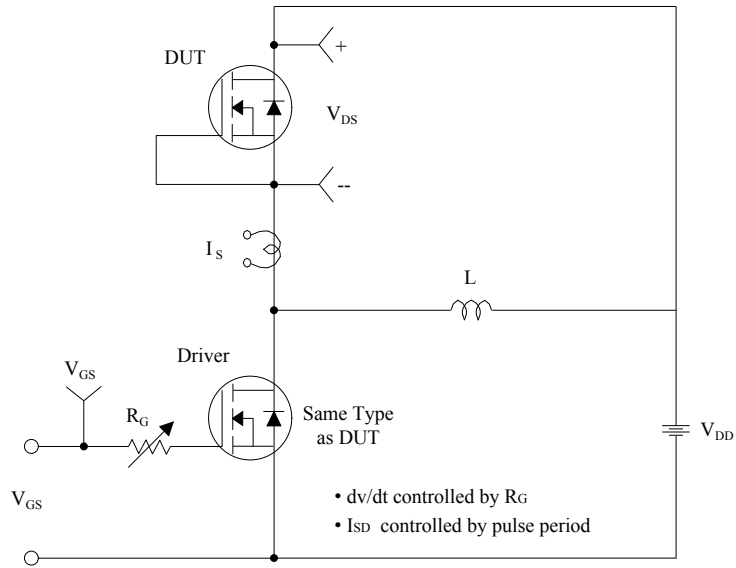 DUT
+
VDS
--
IS
L
Driver
VGS
RG
Same Type
as DUT
VDD
VGS
• dv/dt controlled by RG
• ISD controlled by pulse period